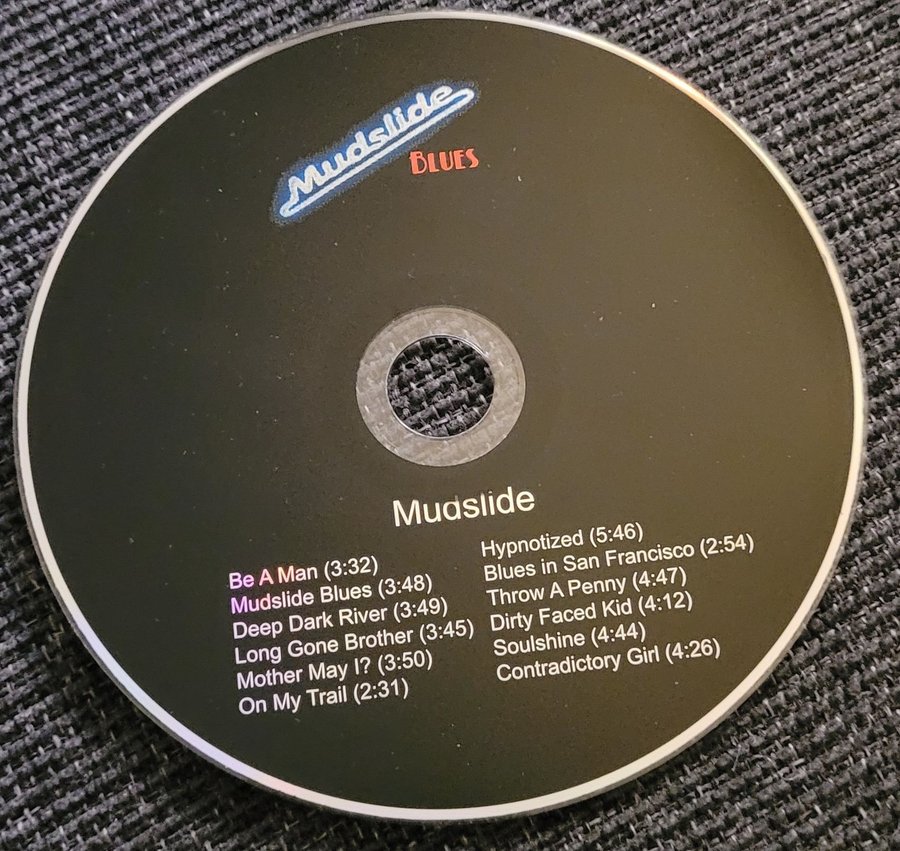 Mudslide
BLUES
Mudslide
Be A Man (3:32)
Mudslide Blues (3:48)
Deep Dark River (3:49)
Long Gone Brother (3:45)
Mother May I? (3:50)
On My Trail (2:31)
Hypnotized (5:46)
Blues in San Francisco (2:54)
Throw A Penny (4:47)
Dirty Faced Kid (4:12)
Soulshine (4:44)
Contradictory Girl (4:26)